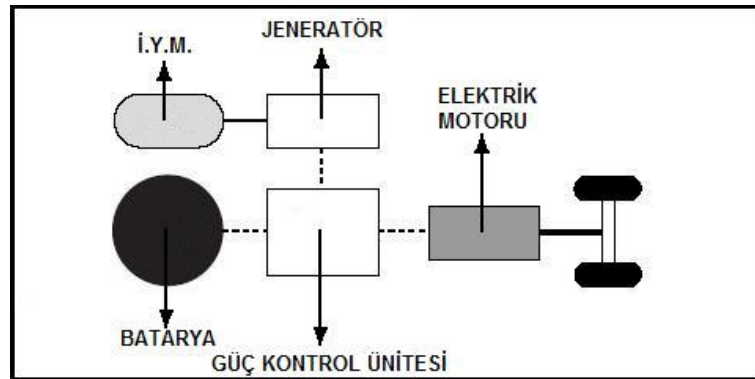 JENERATÖR
İ.Y.M.
ELEKTRİK
MOTORU
BATARYA
GÜÇ KONTROL ÜNİTESİ